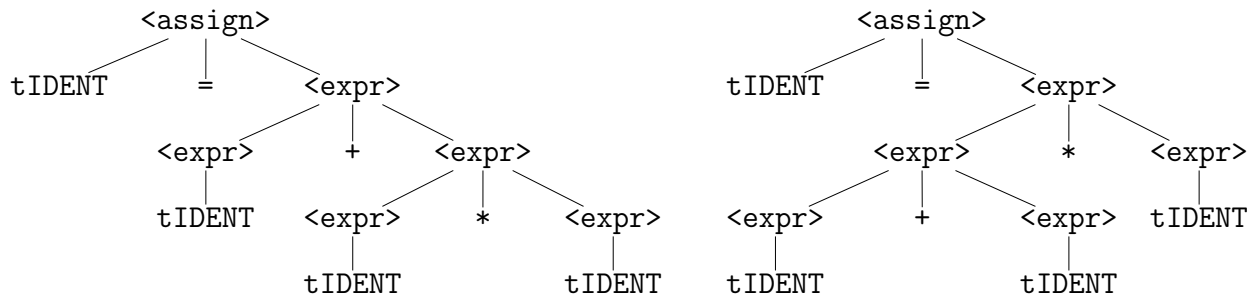 <assign> <assign>
tIDENT = <expr> tIDENT = <expr>
<expr> + <expr> <expr> * <expr>
tIDENT <expr> * <expr> <expr> + <expr> tIDENT
tIDENT tIDENT tIDENT tIDENT